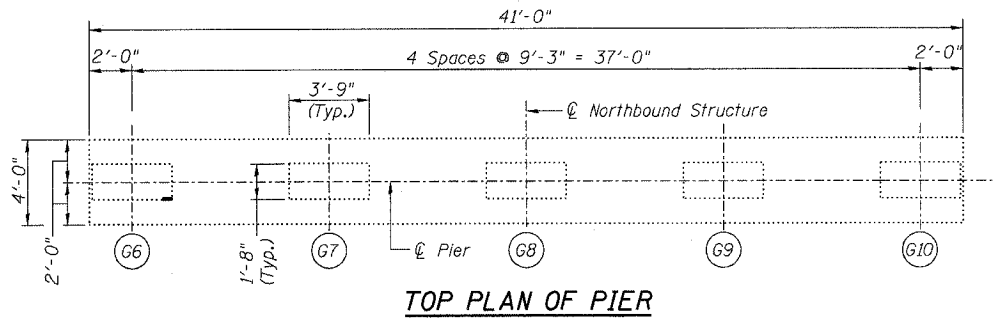 41'-0"
2'-0"
4 Spaces @ 9'-3" = 37'-0"
2'-0"
3'-9"
(Typ.)
℄ Northbound Structure
4'-0"
2'-0"
1'-8"
(Typ.)
℄ Pier
G6
G7
G8
G9
G10
TOP PLAN OF PIER